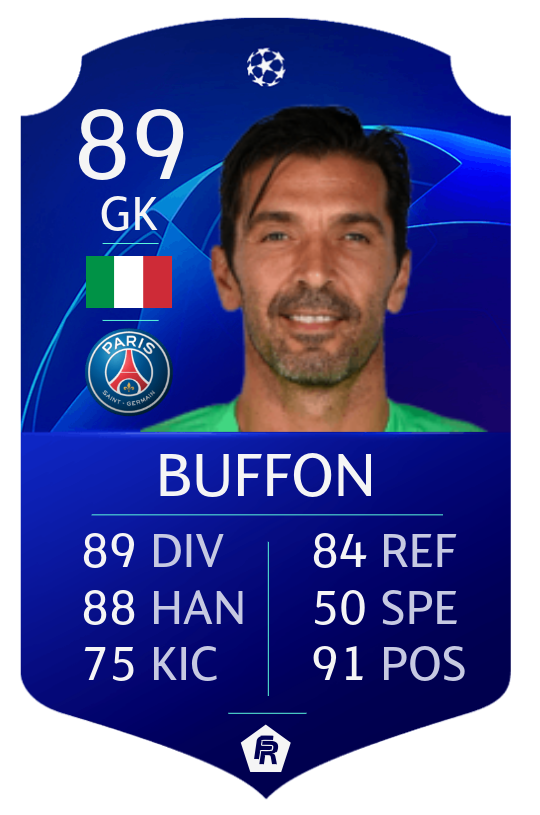 89
GK
PARIS
SAINT-GERMAIN
BUFFON
89 DIV 84 REF
88 HAN 50 SPE
75 KIC 91 POS
FR